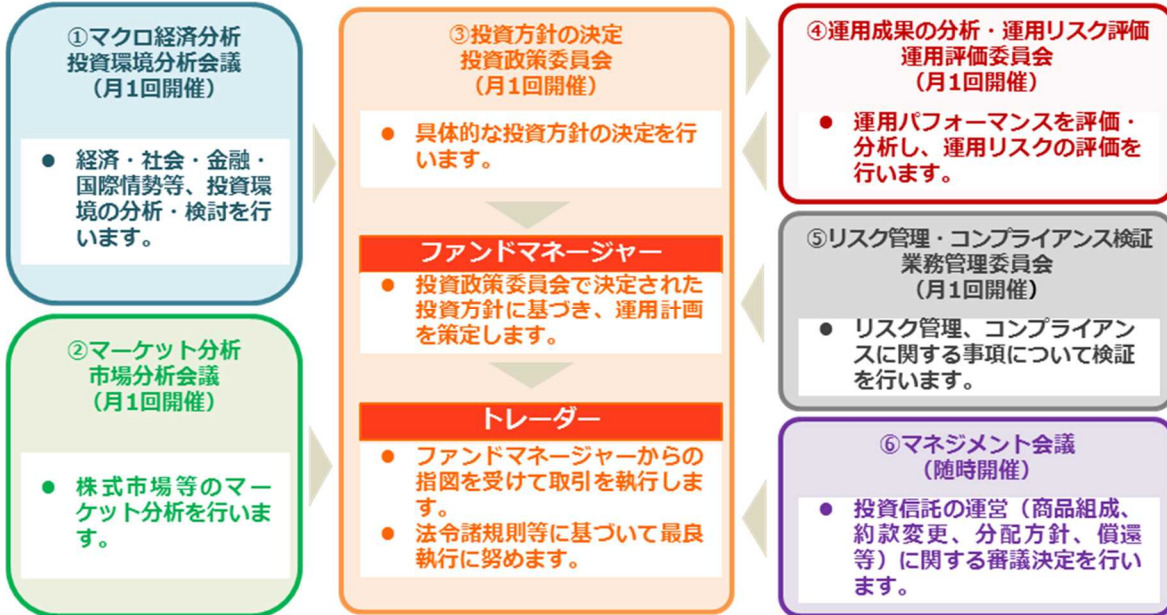 ①マクロ経済分析
投資環境分析会議
（月1回開催）
● 経済・社会・金融・
国際情勢等、投資環
境の分析・検討を行
います。
②マーケット分析
市場分析会議
（月1回開催）
● 株式市場等のマー
ケット分析を行いま
す。
③投資方針の決定
投資政策委員会
（月1回開催）
● 具体的な投資方針の決定を行
います。
ファンドマネージャー
● 投資政策委員会で決定された
投資方針に基づき、運用計画
を策定します。
トレーダー
● ファンドマネージャーからの
指図を受けて取引を執行しま
す。
● 法令諸規則等に基づいて最良
執行に努めます。
④運用成果の分析・運用リスク評価
運用評価委員会
（月1回開催）
● 運用パフォーマンスを評価・
分析し、運用リスクの評価を
行います。
⑤リスク管理・コンプライアンス検証
業務管理委員会
（月1回開催）
● リスク管理、コンプライアン
スに関する事項について検証
を行います。
⑥マネジメント会議
（随時開催）
● 投資信託の運営（商品組成、
約款変更、分配方針、償還
等）に関する審議決定を行い
ます。